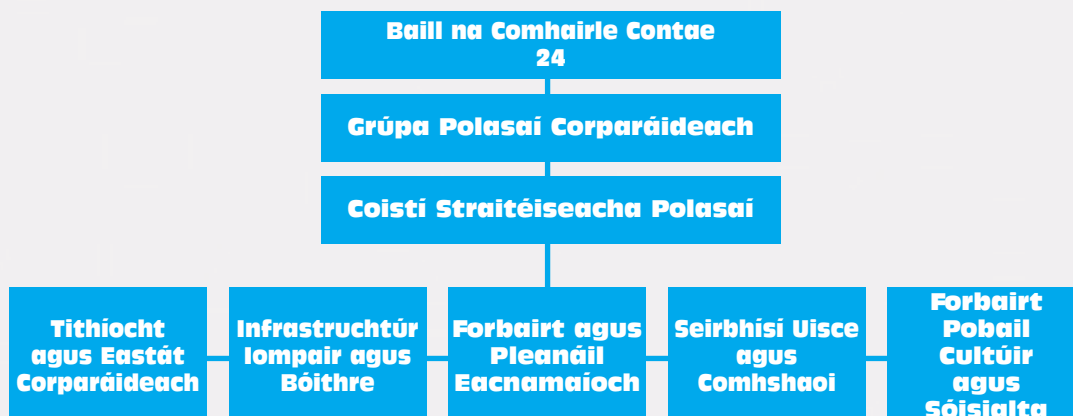 Baill na Comhairle Contae
24
Grúpa Polasaí Corparáideach
Coistí Straitéiseacha Polasaí
Tithíocht
agus Eastát
Corparáideach
Infrastruchtúr
Iompair agus
Bóithre
Forbairt agus
Pleanáil
Eacnamaíoch
Seirbhísí Uisce
agus
Comhshaoi
Forbairt
Pobail
Cultúir
agus
Sóisialta